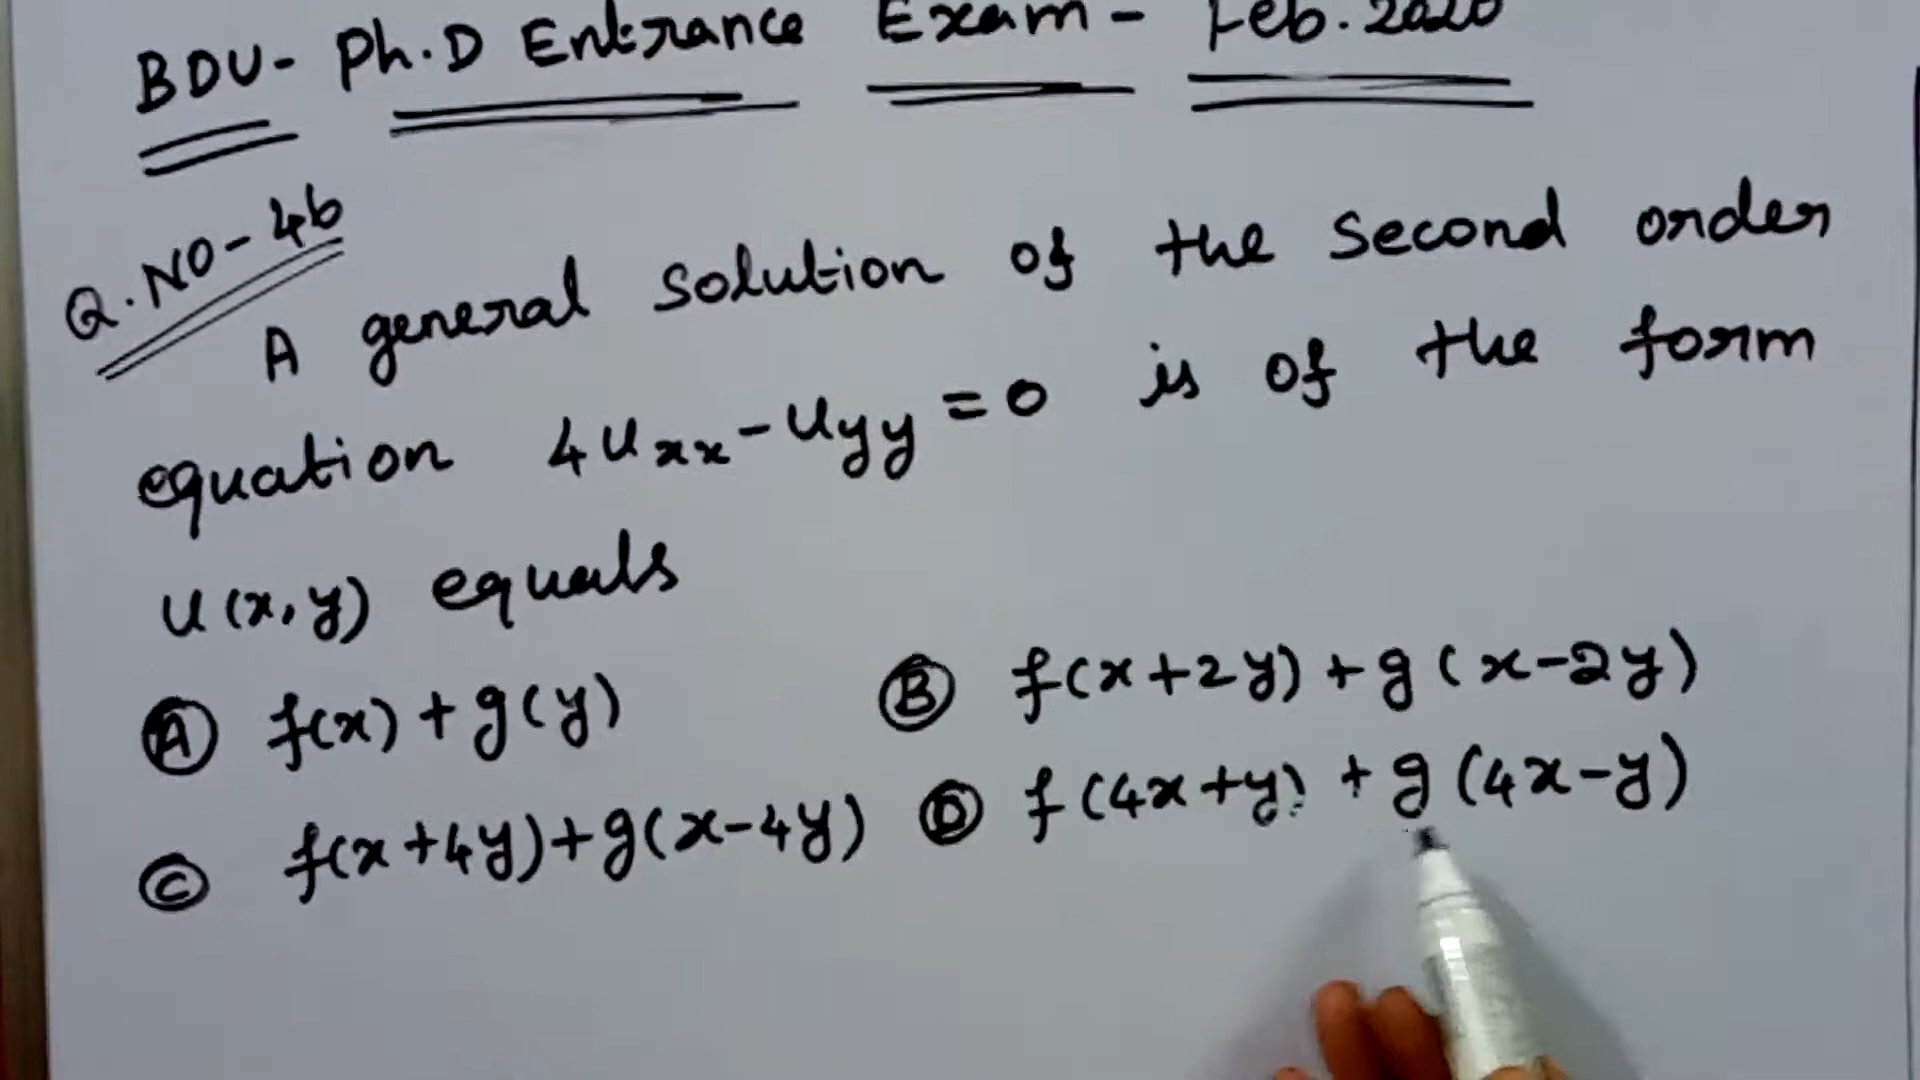 BDU- Ph.D Entrance Exam - Feb. 2020
Q.NO-46
A general solution of the second order
equation 4uxx-uyy=0 is of the form
u(x,y) equals
(A) f(x)+g(y) (B) f(x+2y)+g(x-2y)
(C) f(x+4y)+g(x-4y) (D) f(4x+y)+g(4x-y)